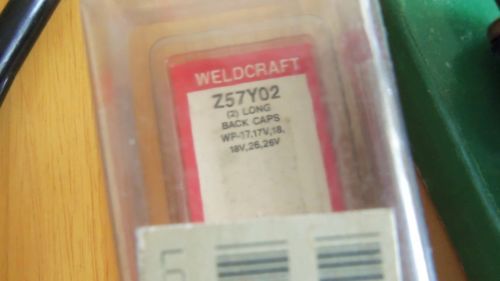 WELDCRAFT
Z57Y02
(2) LONG
BACK CAPS
WP-17,17V,18,
18V,26,26V